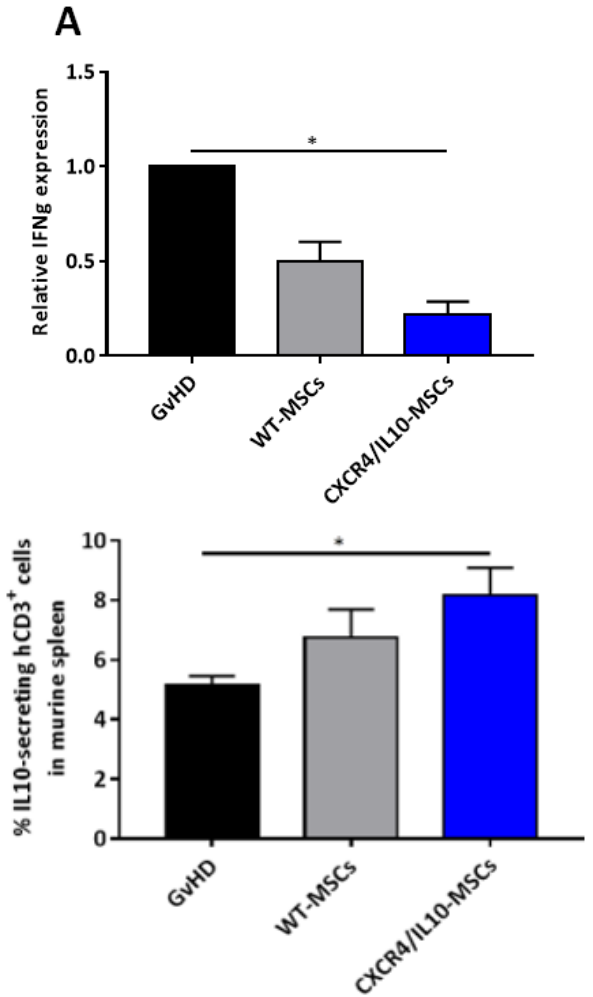 A
Relative IFNg expression
1.5
1.0
0.5
0.0
*
GvHD
WT-MSCs
CXCR4/IL10-MSCs
% IL10-secreting hCD3⁺ cells
in murine spleen
10
8
6
4
2
0
*
GvHD
WT-MSCs
CXCR4/IL10-MSCs